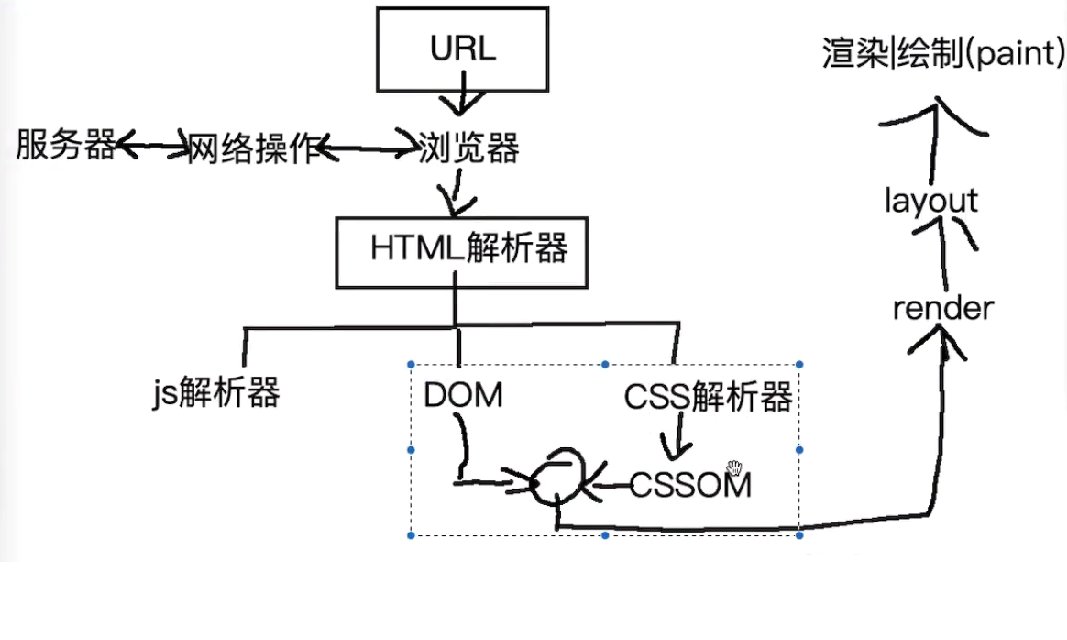 URL
渲染|绘制(paint)
服务器
网络操作
浏览器
layout
HTML解析器
render
js解析器
DOM
CSS解析器
CSSOM